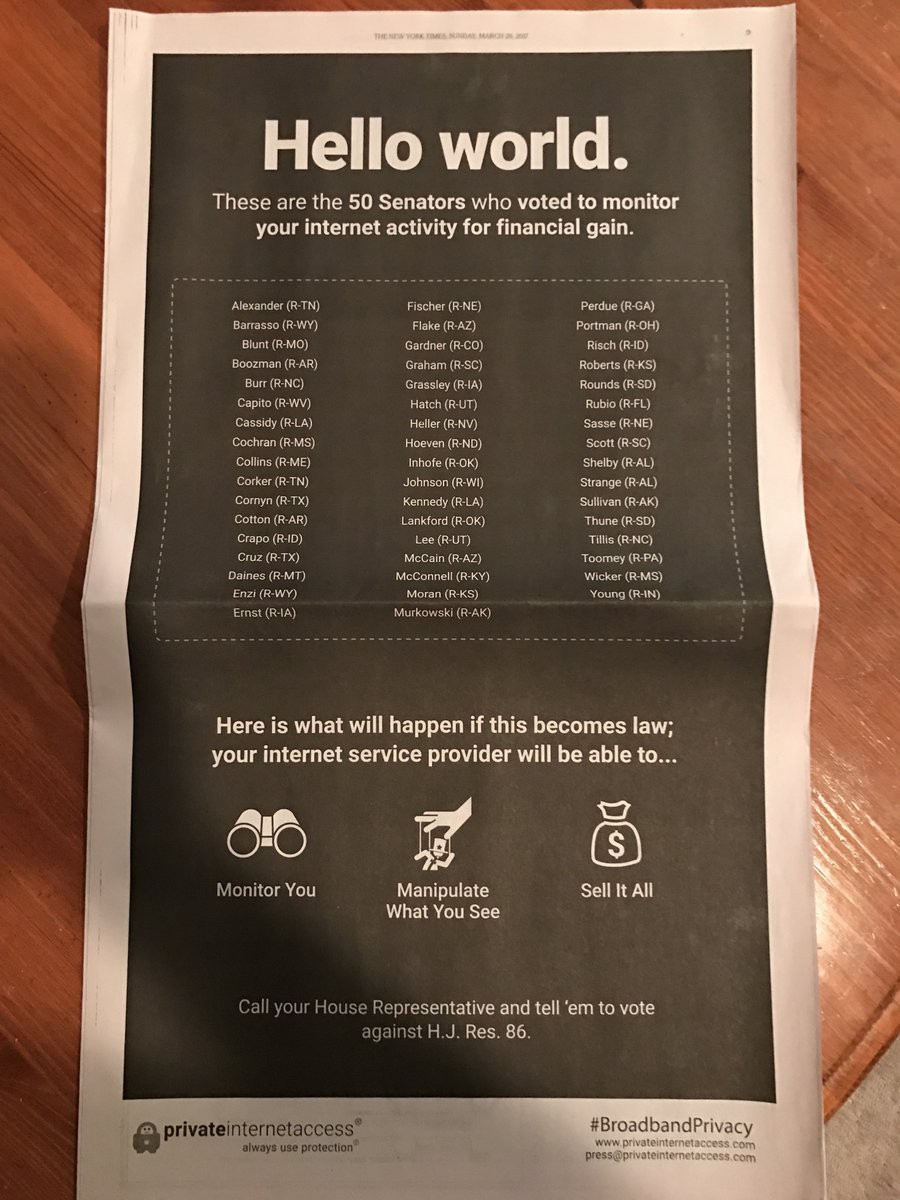 THE NEW YORK TIMES, SUNDAY, MARCH 26, 2017
9
Hello world.
These are the 50 Senators who voted to monitor
your internet activity for financial gain.
Alexander (R-TN)
Barrasso (R-WY)
Blunt (R-MO)
Boozman (R-AR)
Burr (R-NC)
Capito (R-WV)
Cassidy (R-LA)
Cochran (R-MS)
Collins (R-ME)
Corker (R-TN)
Cornyn (R-TX)
Cotton (R-AR)
Crapo (R-ID)
Cruz (R-TX)
Daines (R-MT)
Enzi (R-WY)
Ernst (R-IA)
Fischer (R-NE)
Flake (R-AZ)
Gardner (R-CO)
Graham (R-SC)
Grassley (R-IA)
Hatch (R-UT)
Heller (R-NV)
Hoeven (R-ND)
Inhofe (R-OK)
Johnson (R-WI)
Kennedy (R-LA)
Lankford (R-OK)
Lee (R-UT)
McCain (R-AZ)
McConnell (R-KY)
Moran (R-KS)
Murkowski (R-AK)
Perdue (R-GA)
Portman (R-OH)
Risch (R-ID)
Roberts (R-KS)
Rounds (R-SD)
Rubio (R-FL)
Sasse (R-NE)
Scott (R-SC)
Shelby (R-AL)
Strange (R-AL)
Sullivan (R-AK)
Thune (R-SD)
Tillis (R-NC)
Toomey (R-PA)
Wicker (R-MS)
Young (R-IN)
Here is what will happen if this becomes law;
your internet service provider will be able to...
$
Monitor You
Manipulate
What You See
Sell It All
Call your House Representative and tell ‘em to vote
against H.J. Res. 86.
privateinternetaccess®
always use protection®
#BroadbandPrivacy
www.privateinternetaccess.com
press@privateinternetaccess.com